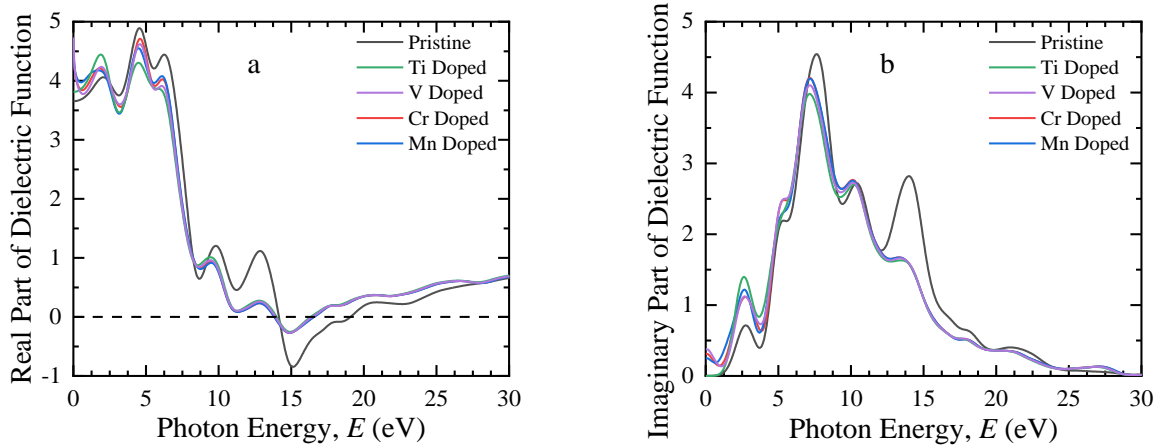 5
4
3
2
1
0
-1
0 5 10 15 20 25 30
Real Part of Dielectric Function
Photon Energy, E (eV)
a
Pristine
Ti Doped
V Doped
Cr Doped
Mn Doped
5
4
3
2
1
0
0 5 10 15 20 25 30
Imaginary Part of Dielectric Function
Photon Energy, E (eV)
b
Pristine
Ti Doped
V Doped
Cr Doped
Mn Doped